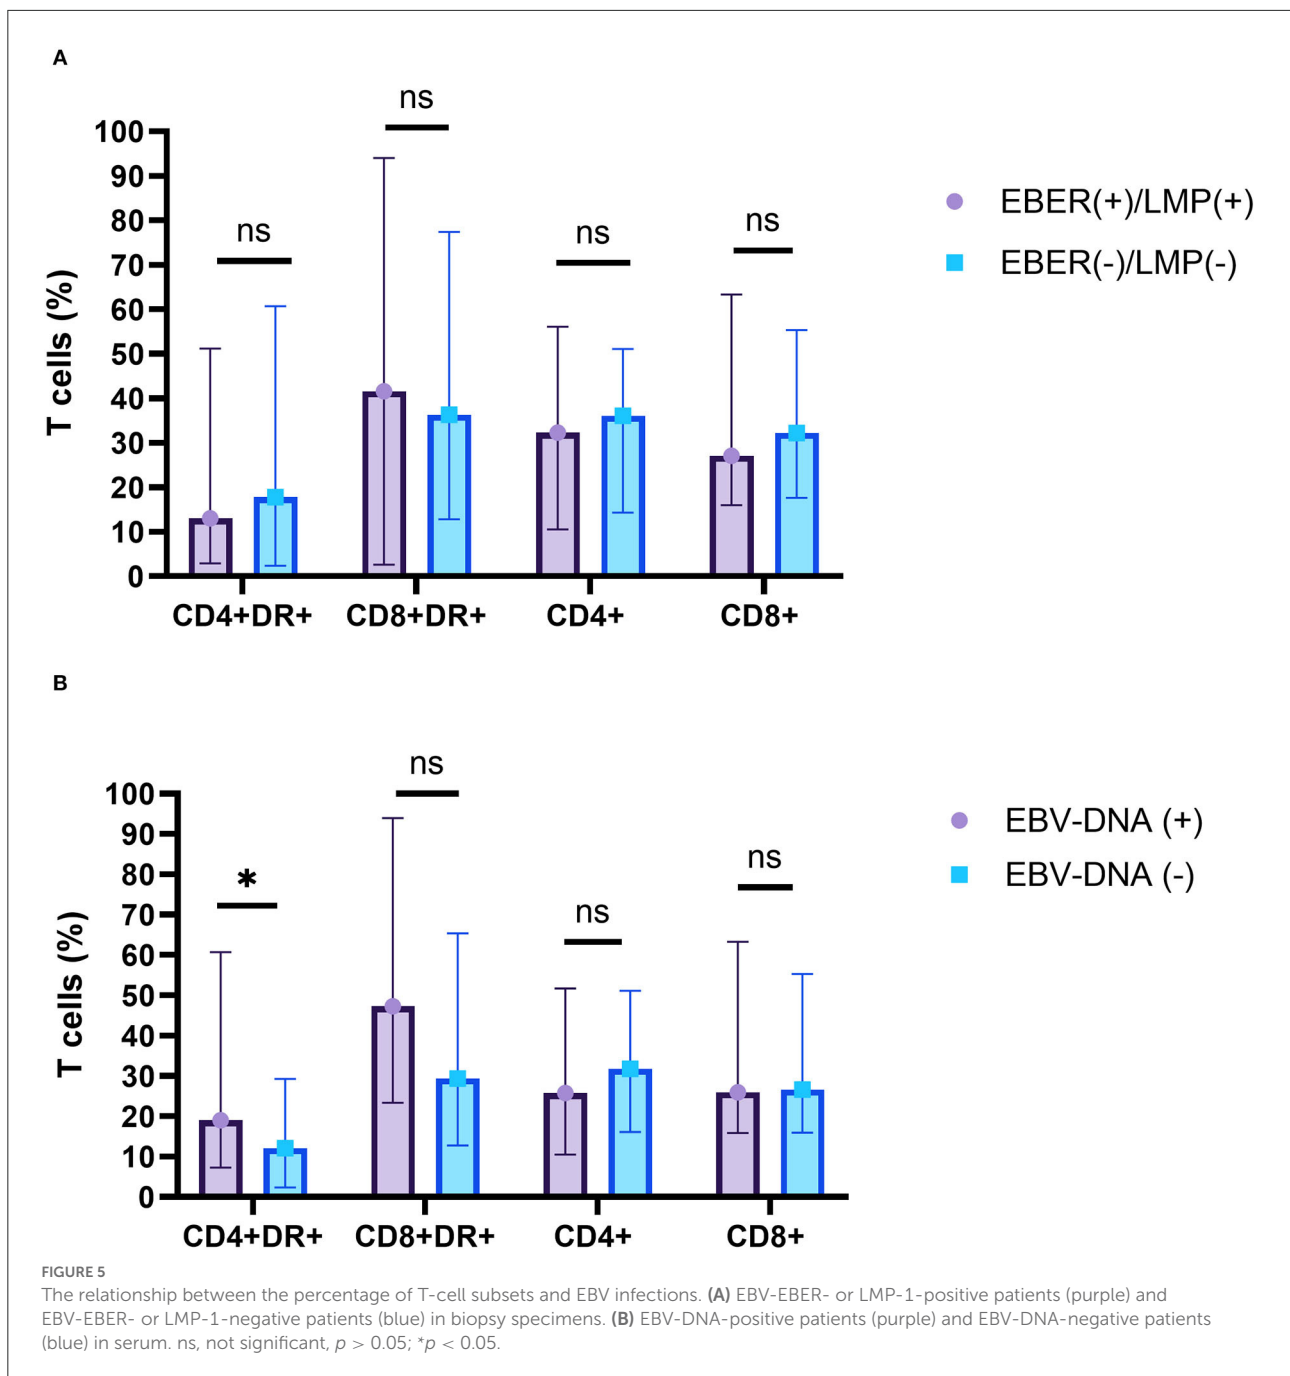 A
ns
ns
ns
ns
100
90
80
70
60
50
40
30
20
10
0
T cells (%)
CD4+DR+
CD8+DR+
CD4+
CD8+
EBER(+)/LMP(+)
EBER(-)/LMP(-)
B
*
ns
ns
ns
100
90
80
70
60
50
40
30
20
10
0
T cells (%)
CD4+DR+
CD8+DR+
CD4+
CD8+
EBV-DNA (+)
EBV-DNA (-)
FIGURE 5
The relationship between the percentage of T-cell subsets and EBV infections. (A) EBV-EBER- or LMP-1-positive patients (purple) and
EBV-EBER- or LMP-1-negative patients (blue) in biopsy specimens. (B) EBV-DNA-positive patients (purple) and EBV-DNA-negative patients
(blue) in serum. ns, not significant, p > 0.05; *p < 0.05.